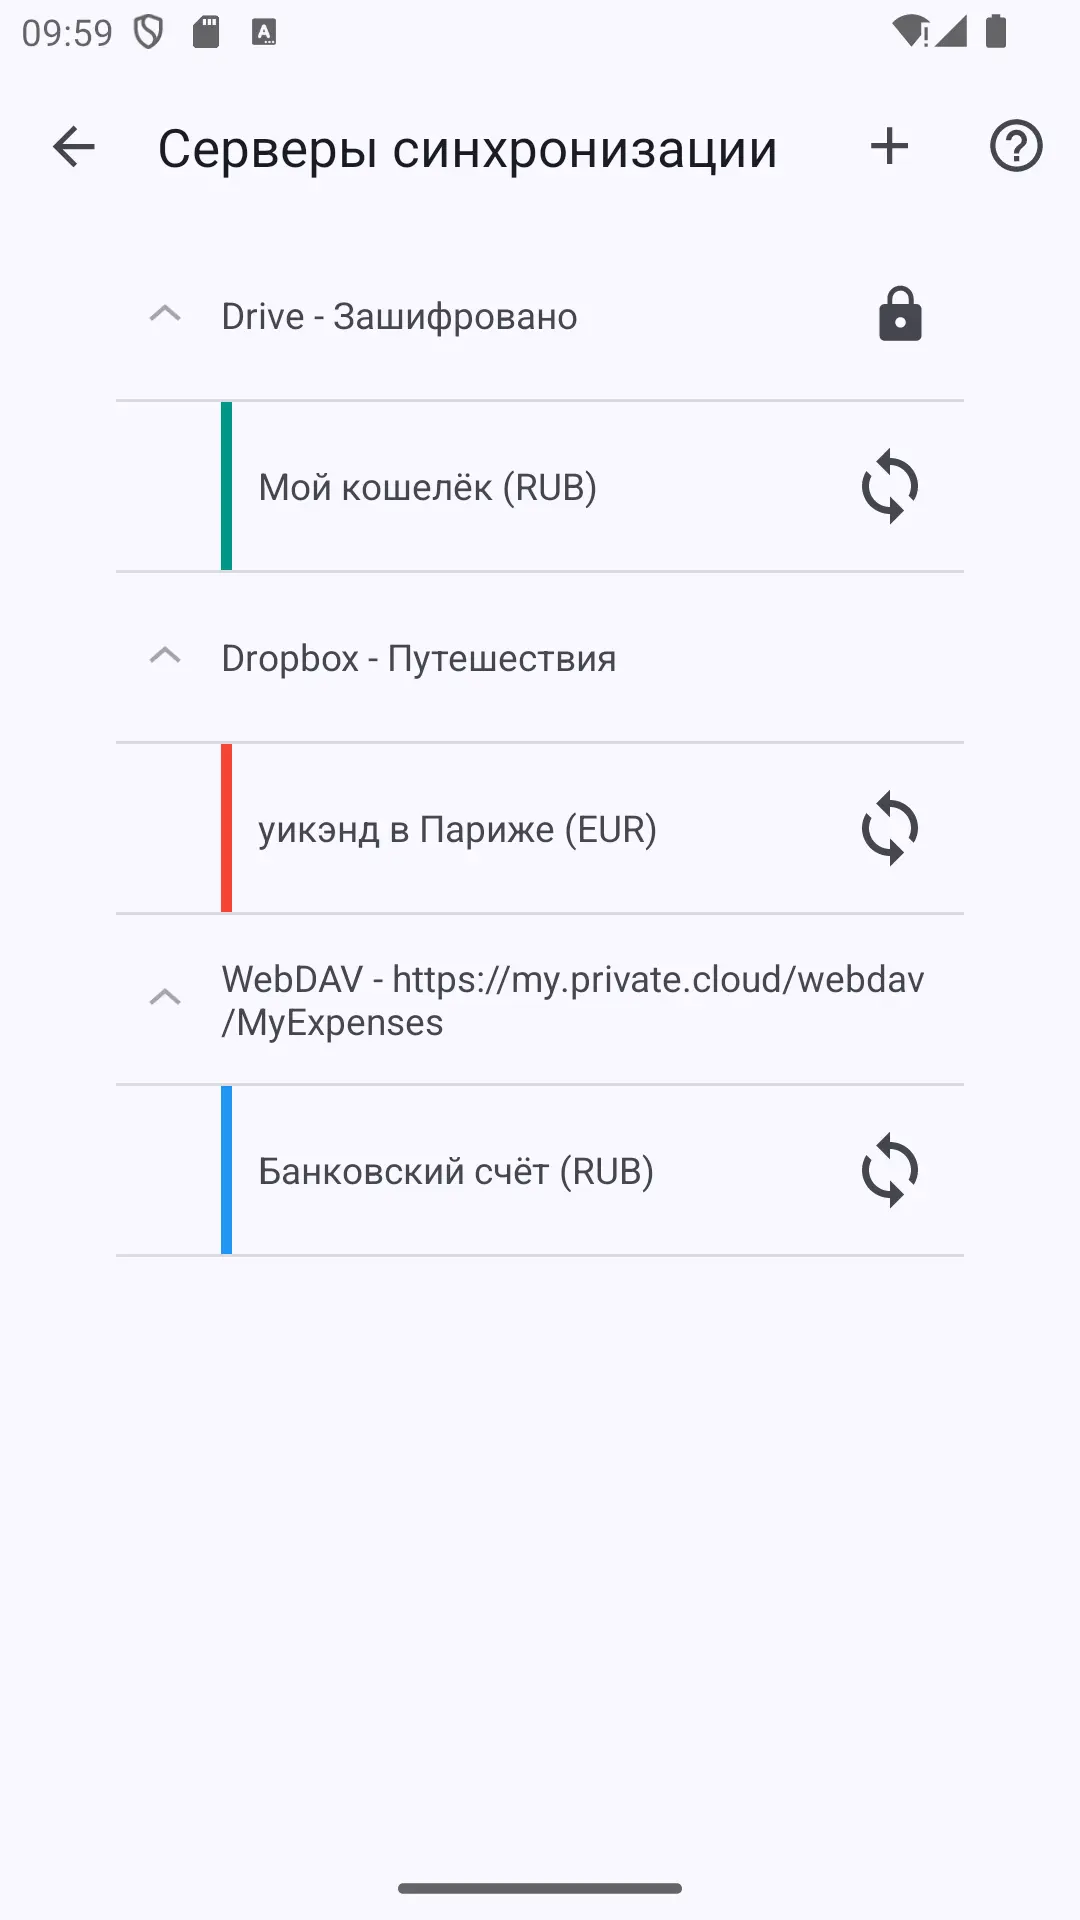 09:59
Серверы синхронизации
Drive - Зашифровано
Мой кошелёк (RUB)
Dropbox - Путешествия
уикэнд в Париже (EUR)
WebDAV - https://my.private.cloud/webdav
/MyExpenses
Банковский счёт (RUB)